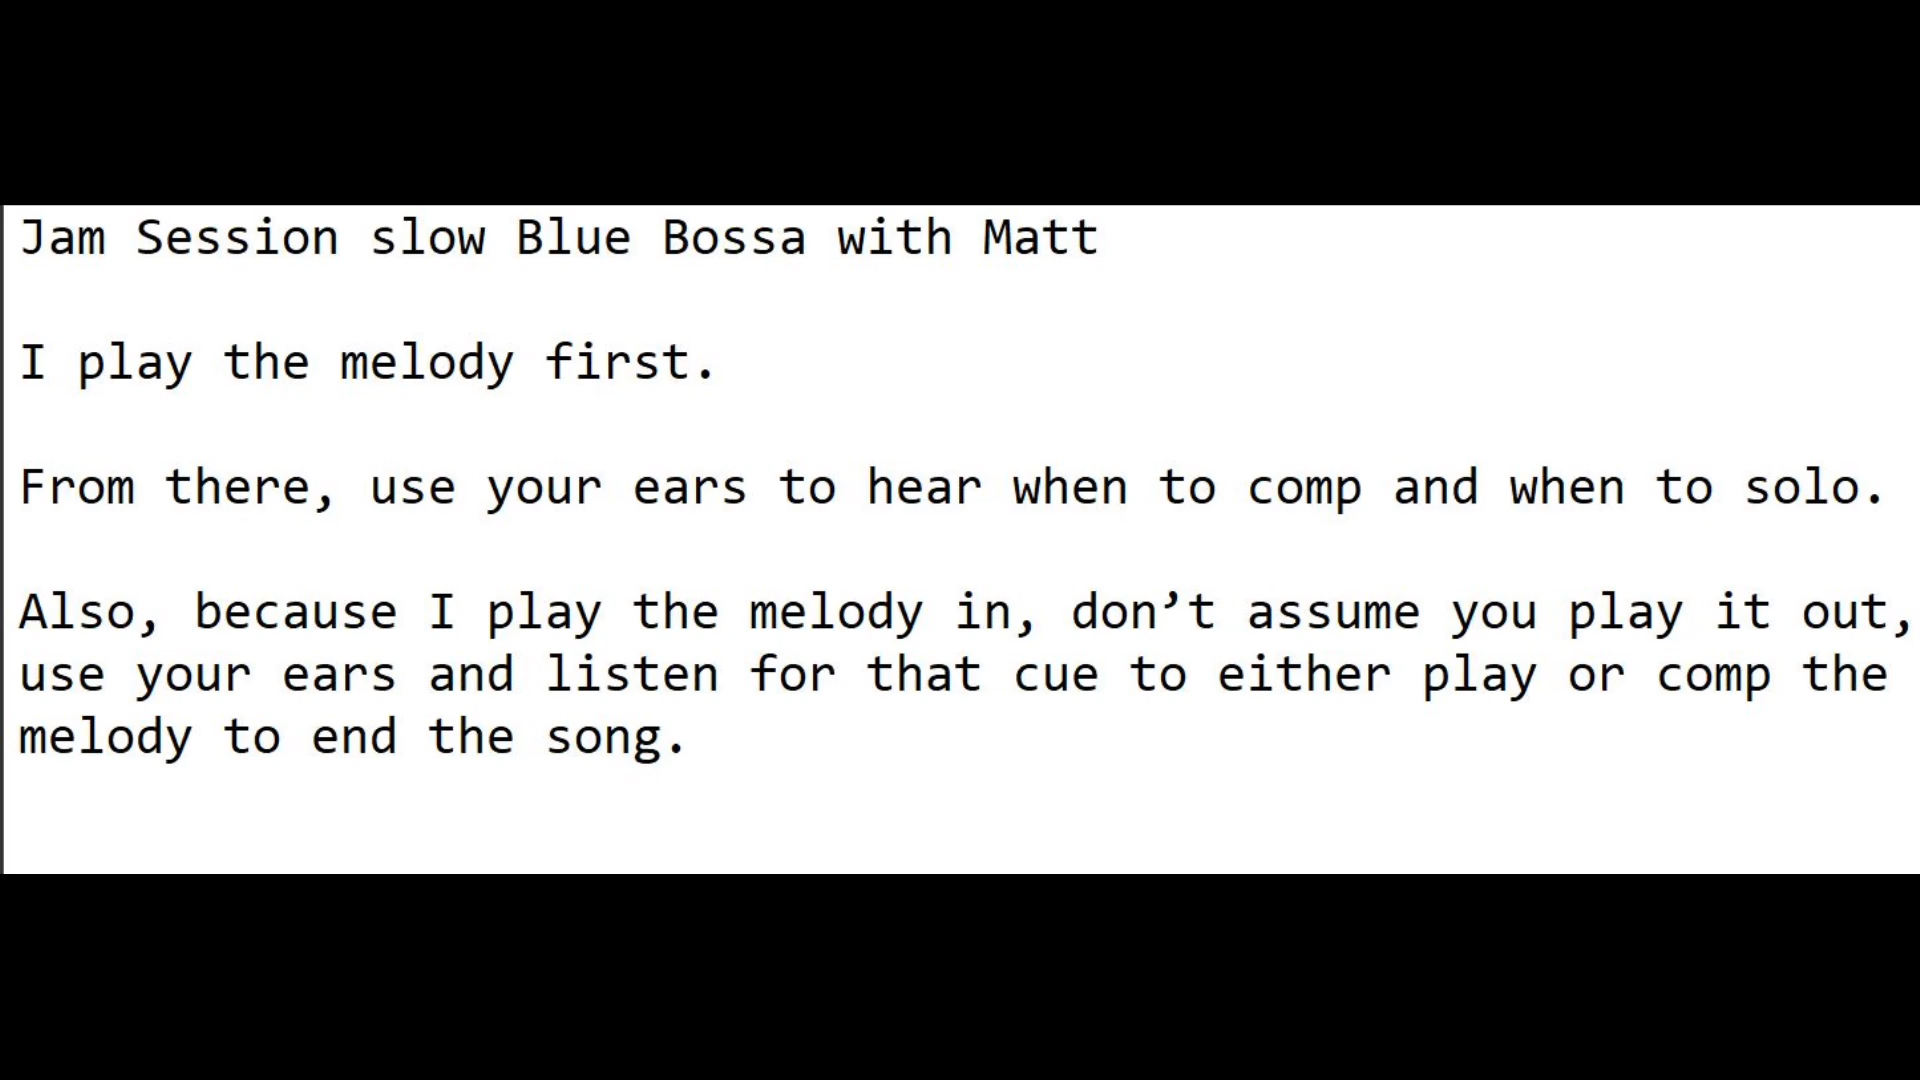 Jam Session slow Blue Bossa with Matt
I play the melody first.
From there, use your ears to hear when to comp and when to solo.
Also, because I play the melody in, don’t assume you play it out,
use your ears and listen for that cue to either play or comp the
melody to end the song.